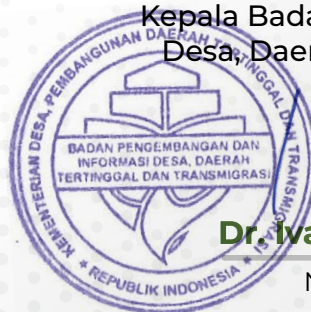 Kepala Bada
Desa, Daer
KEMENTERIAN DESA, PEMBANGUNAN DAERAH TERTINGGAL DAN TRANSMIGRASI
BADAN PENGEMBANGAN DAN
INFORMASI DESA, DAERAH
TERTINGGAL DAN TRANSMIGRASI
* REPUBLIK INDONESIA *
Dr. Iva
N